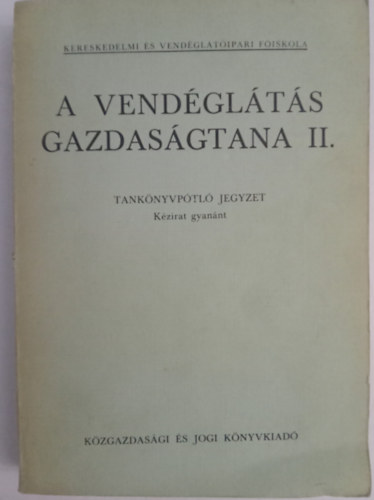 KERESKEDELMI ÉS VENDÉGLÁTÓIPARI FŐISKOLA
A VENDÉGLÁTÁS
GAZDASÁGTANA II.
TANKÖNYVPÓTLÓ JEGYZET
Kézirat gyanánt
KÖZGAZDASÁGI ÉS JOGI KÖNYVKIADÓ